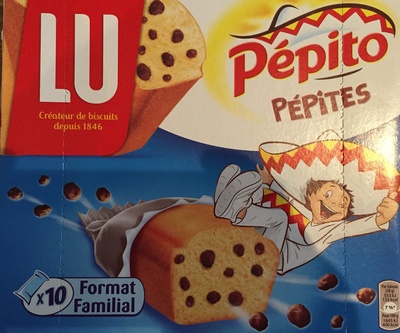 LU
Créateur de biscuits
depuis 1846
Pépito
PÉPITES
x10
Format
Familial